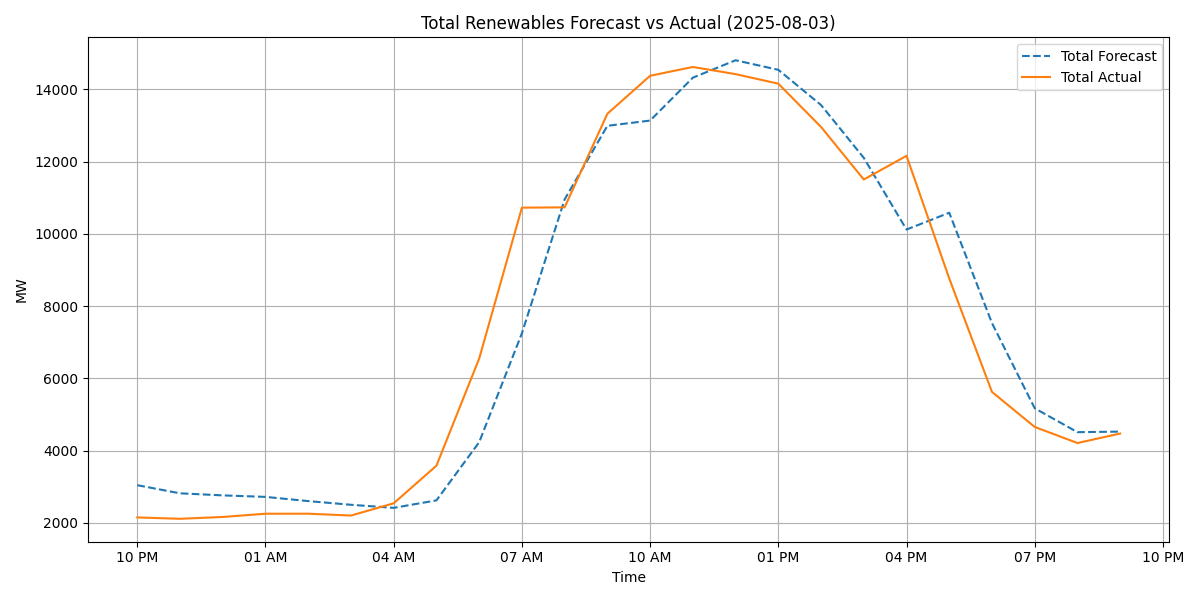 Total Renewables Forecast vs Actual (2025-08-03)
Total Forecast
Total Actual
14000
12000
10000
8000
6000
4000
2000
MW
10 PM 01 AM 04 AM 07 AM 10 AM 01 PM 04 PM 07 PM 10 PM
Time